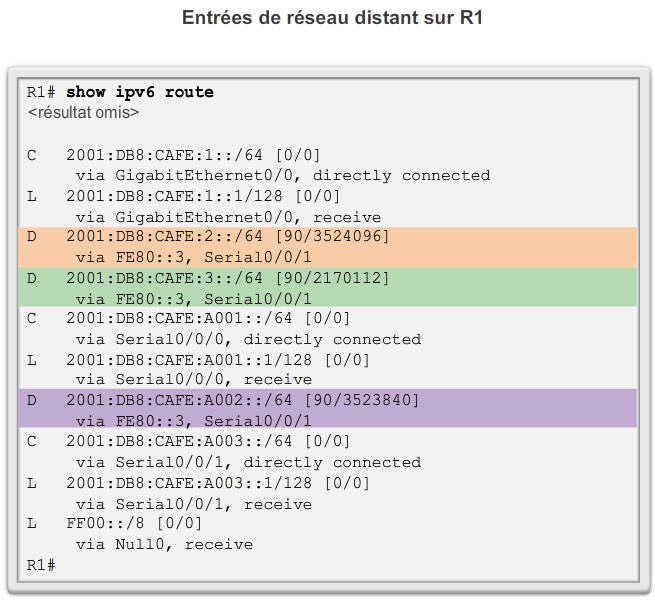 Entrées de réseau distant sur R1
R1# show ipv6 route
<résultat omis>
C 2001:DB8:CAFE:1::/64 [0/0]
via GigabitEthernet0/0, directly connected
L 2001:DB8:CAFE:1::1/128 [0/0]
via GigabitEthernet0/0, receive
D 2001:DB8:CAFE:2::/64 [90/3524096]
via FE80::3, Serial0/0/1
D 2001:DB8:CAFE:3::/64 [90/2170112]
via FE80::3, Serial0/0/1
C 2001:DB8:CAFE:A001::/64 [0/0]
via Serial0/0/0, directly connected
L 2001:DB8:CAFE:A001::1/128 [0/0]
via Serial0/0/0, receive
D 2001:DB8:CAFE:A002::/64 [90/3523840]
via FE80::3, Serial0/0/1
C 2001:DB8:CAFE:A003::/64 [0/0]
via Serial0/0/1, directly connected
L 2001:DB8:CAFE:A003::1/128 [0/0]
via Serial0/0/1, receive
L FF00::/8 [0/0]
via Null0, receive
R1#